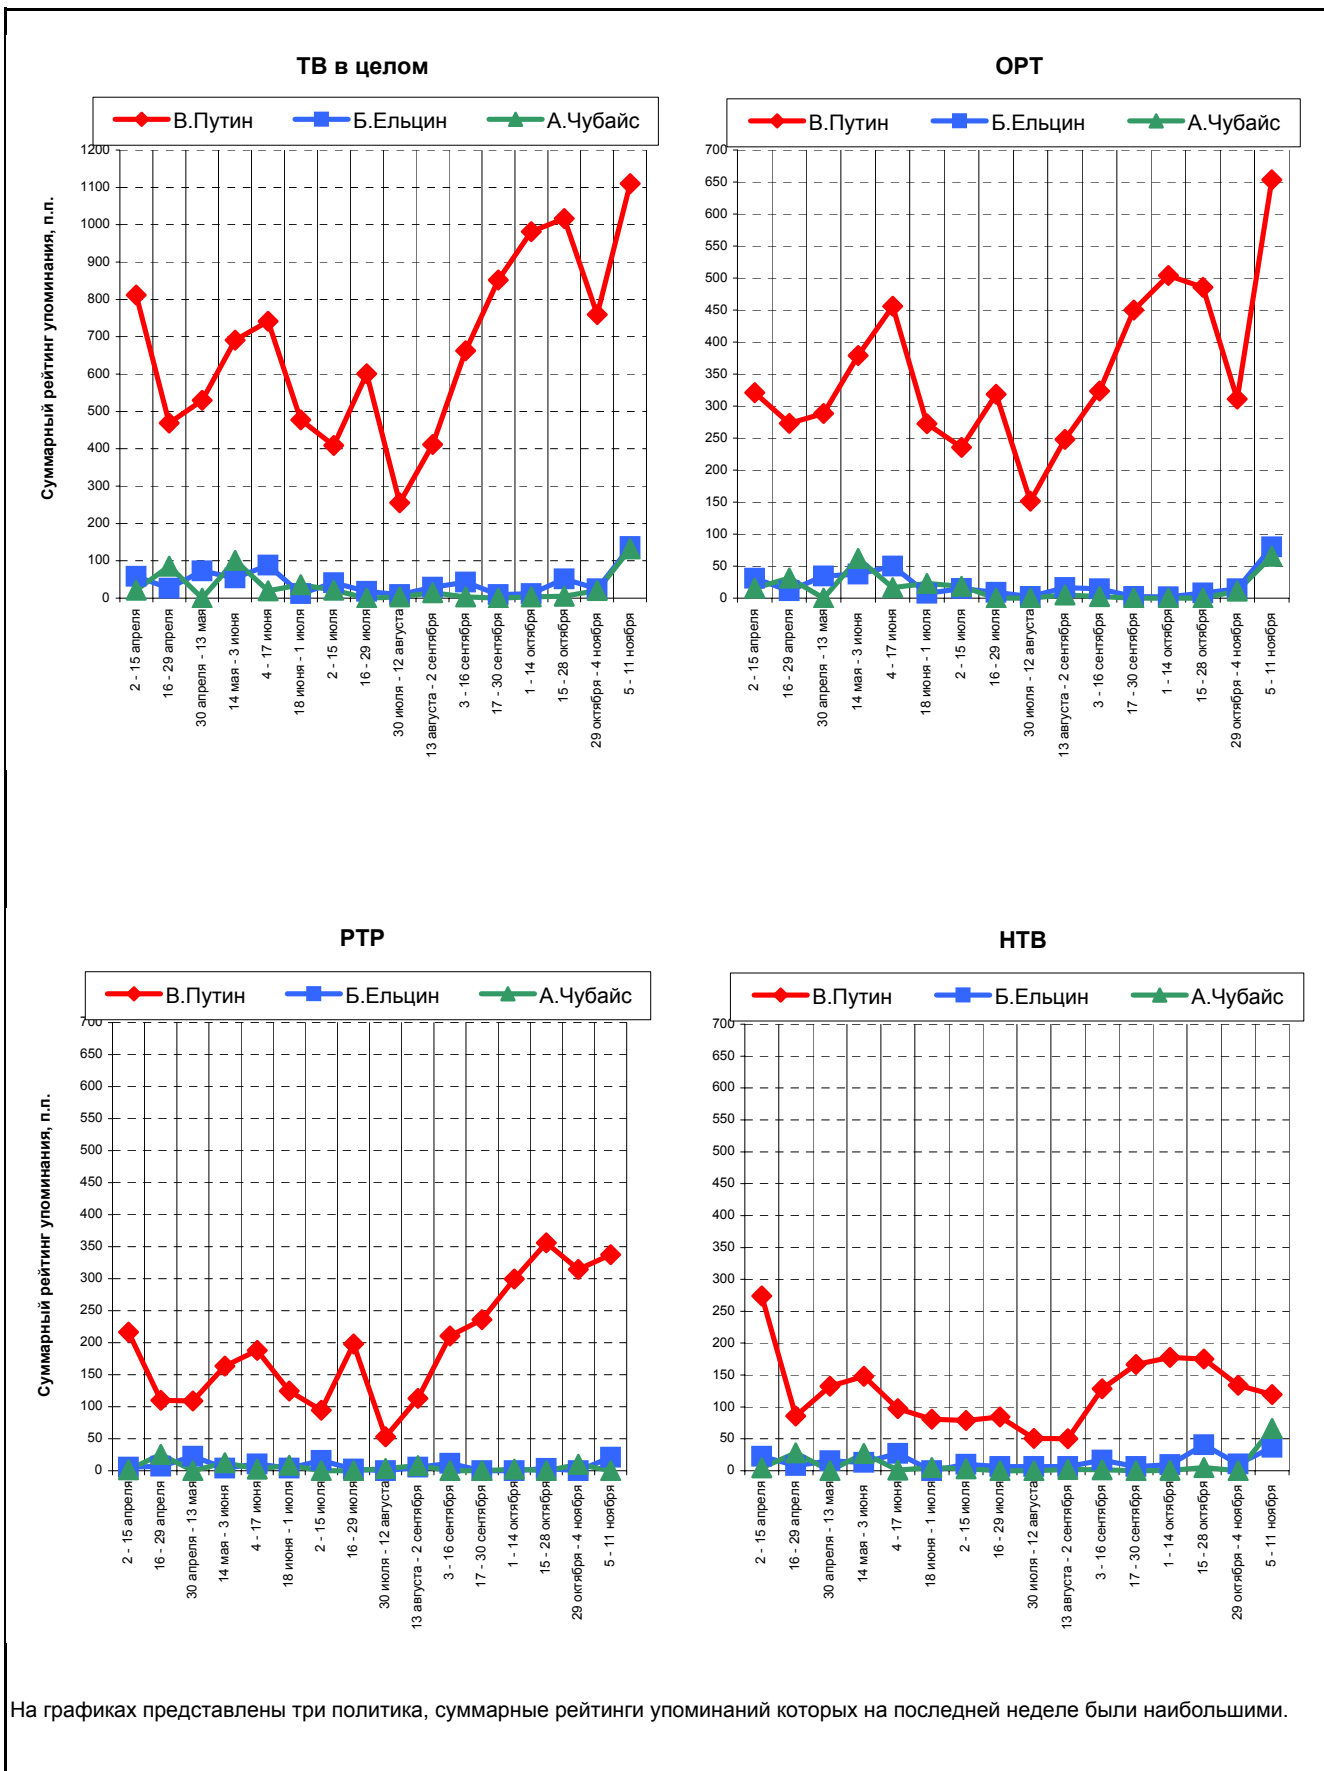 ТВ в целом
В.Путин Б.Ельцин А.Чубайс
Суммарный рейтинг упоминания, п.п.
1200
1100
1000
900
800
700
600
500
400
300
200
100
0
2 - 15 апреля
16 - 29 апреля
30 апреля - 13 мая
14 мая - 3 июня
4 - 17 июня
18 июня - 1 июля
2 - 15 июля
16 - 29 июля
30 июля - 12 августа
13 августа - 2 сентября
3 - 16 сентября
17 - 30 сентября
1 - 14 октября
15 - 28 октября
29 октября - 4 ноября
5 - 11 ноября
ОРТ
В.Путин Б.Ельцин А.Чубайс
700
650
600
550
500
450
400
350
300
250
200
150
100
50
0
2 - 15 апреля
16 - 29 апреля
30 апреля - 13 мая
14 мая - 3 июня
4 - 17 июня
18 июня - 1 июля
2 - 15 июля
16 - 29 июля
30 июля - 12 августа
13 августа - 2 сентября
3 - 16 сентября
17 - 30 сентября
1 - 14 октября
15 - 28 октября
29 октября - 4 ноября
5 - 11 ноября
РТР
В.Путин Б.Ельцин А.Чубайс
Суммарный рейтинг упоминания, п.п.
700
650
600
550
500
450
400
350
300
250
200
150
100
50
0
2 - 15 апреля
16 - 29 апреля
30 апреля - 13 мая
14 мая - 3 июня
4 - 17 июня
18 июня - 1 июля
2 - 15 июля
16 - 29 июля
30 июля - 12 августа
13 августа - 2 сентября
3 - 16 сентября
17 - 30 сентября
1 - 14 октября
15 - 28 октября
29 октября - 4 ноября
5 - 11 ноября
НТВ
В.Путин Б.Ельцин А.Чубайс
700
650
600
550
500
450
400
350
300
250
200
150
100
50
0
2 - 15 апреля
16 - 29 апреля
30 апреля - 13 мая
14 мая - 3 июня
4 - 17 июня
18 июня - 1 июля
2 - 15 июля
16 - 29 июля
30 июля - 12 августа
13 августа - 2 сентября
3 - 16 сентября
17 - 30 сентября
1 - 14 октября
15 - 28 октября
29 октября - 4 ноября
5 - 11 ноября
На графиках представлены три политика, суммарные рейтинги упоминаний которых на последней неделе были наибольшими.